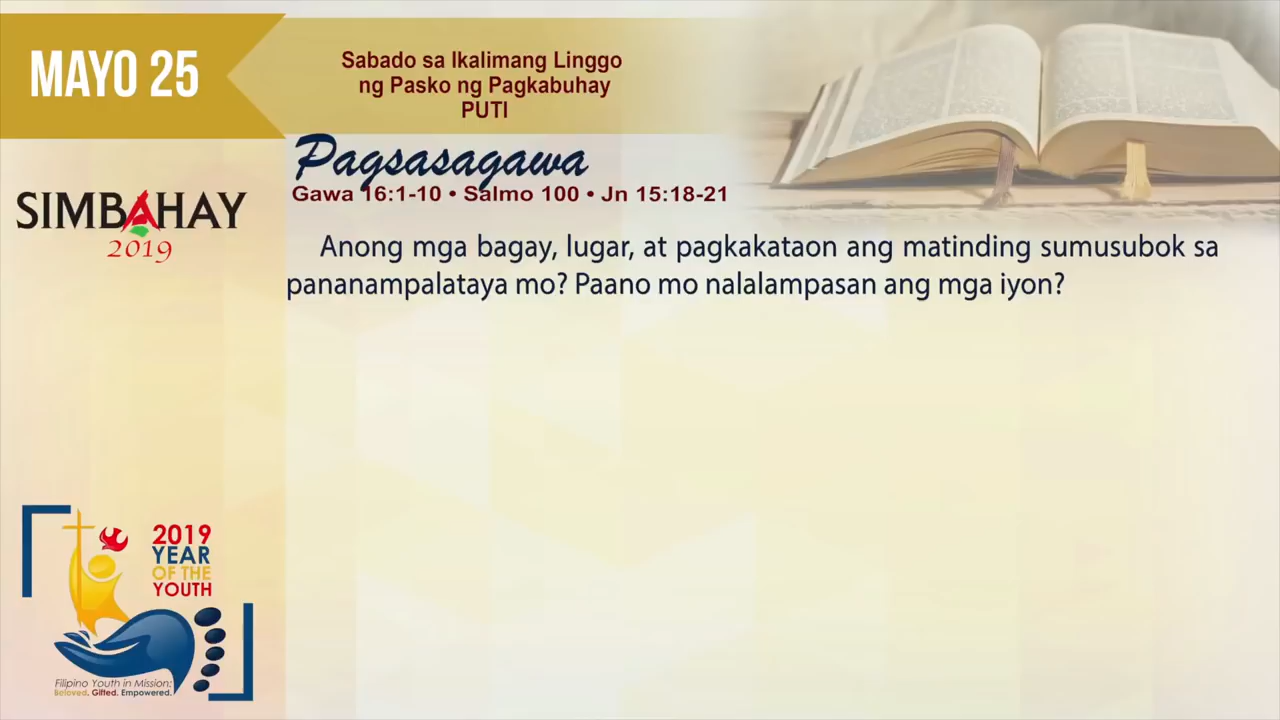 MAYO 25
Sabado sa Ikalimang Linggo
ng Pasko ng Pagkabuhay
PUTI
Pagsasagawa
Gawa 16:1-10 • Salmo 100 • Jn 15:18-21
SIMBAHAY
2019
Anong mga bagay, lugar, at pagkakataon ang matinding sumusubok sa
pananampalataya mo? Paano mo nalalampasan ang mga iyon?
2019
YEAR
OF THE
YOUTH
Filipino Youth in Mission:
Beloved. Gifted. Empowered.